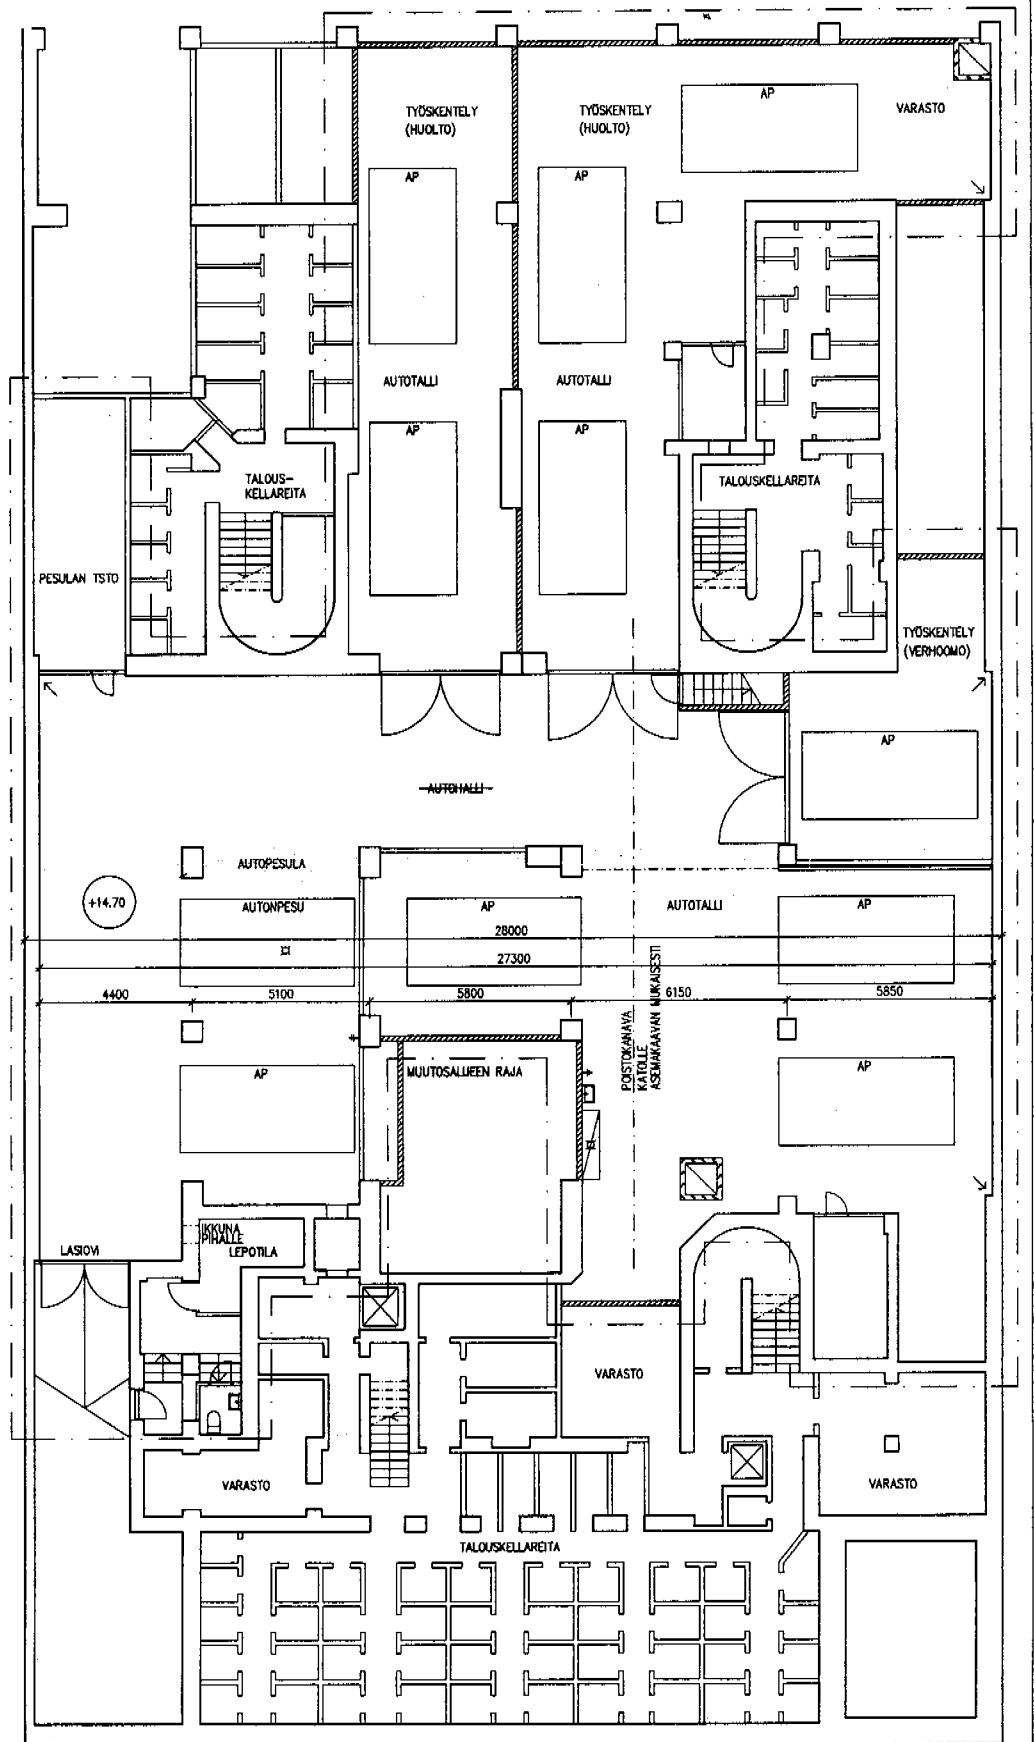 AP
TYÖSKENTELY
(HUOLTO)
TYÖSKENTELY
(HUOLTO)
VARASTO
AP
AP
AUTOTALLI
AUTOTALLI
AP
AP
TALOUS-
KELLAREITA
TALOUSKELLAREITA
PESULAN TSTO
TYÖSKENTELY
(VERHOOMO)
AP
AUTOHALLI
AUTOPESULA
+14.70
AUTONPESU
AP
AUTOTALLI
AP
28000
27300
4400
5100
5800
6150
5850
POISTOKANAVA
KATOLLE
ASEMAKAAVAN MUKAISESTI
AP
MUUTOSALUEEN RAJA
AP
IKKUNA
PIHALLE
LEPOTILA
LASIOVI
VARASTO
VARASTO
VARASTO
TALOUSKELLAREITA